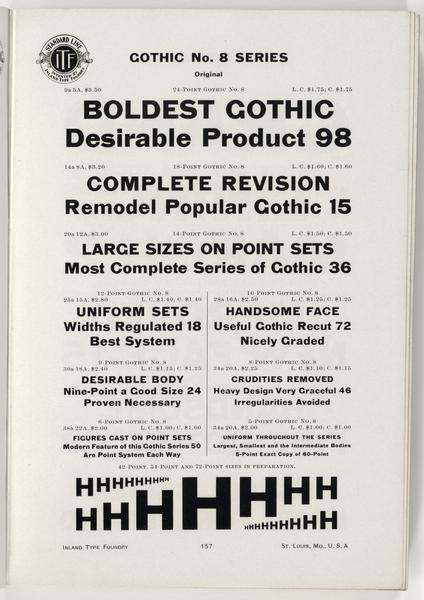 STANDARD LINE
ITF
INVENTED BY
INLAND TYPE FOUNDRY
GOTHIC No. 8 SERIES
Original
9a 5A, $3.50 24-Point Gothic No. 8 L. C. $1.75; C. $1.75
BOLDEST GOTHIC
Desirable Product 98
14a 8A, $3.20 18-Point Gothic No. 8 L. C. $1.60; C. $1.60
COMPLETE REVISION
Remodel Popular Gothic 15
20a 12A, $3.00 14-Point Gothic No. 8 L. C. $1.50; C. $1.50
LARGE SIZES ON POINT SETS
Most Complete Series of Gothic 36
12-Point Gothic No. 8
25a 15A, $2.80 L. C. $1.40; C. $1.40
UNIFORM SETS
Widths Regulated 18
Best System
10-Point Gothic No. 8
28a 16A, $2.50 L. C. $1.25; C. $1.25
HANDSOME FACE
Useful Gothic Recut 72
Nicely Graded
9-Point Gothic No. 8
30a 18A, $2.40 L. C. $1.15; C. $1.25
DESIRABLE BODY
Nine-Point a Good Size 24
Proven Necessary
8-Point Gothic No. 8
34a 20A, $2.25 L. C. $1.10; C. $1.15
CRUDITIES REMOVED
Heavy Design Very Graceful 46
Irregularities Avoided
6-Point Gothic No. 8
38a 22A, $2.00 L. C. $1.00; C. $1.00
FIGURES CAST ON POINT SETS
Modern Feature of this Gothic Series 50
Are Point System Each Way
5-Point Gothic No. 8
34a 20A, $2.00 L. C. $1.00; C. $1.00
UNIFORM THROUGHOUT THE SERIES
Largest, Smallest and the Intermediate Bodies
5-Point Exact Copy of 60-Point
42-Point, 54-Point and 72-Point sizes in preparation.
HHHHHHHHH
HHHHHHHH
HHHHHHHHH
Inland Type Foundry 157 St. Louis, Mo., U. S. A